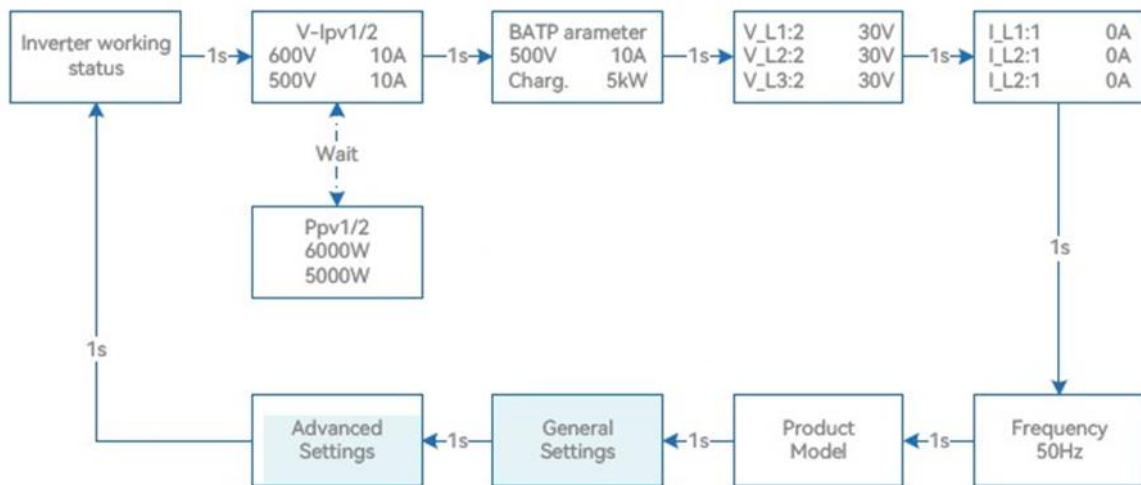 Inverter working
status
1s
V-Ipv1/2
600V 10A
500V 10A
1s
BATP arameter
500V 10A
Charg. 5kW
1s
V_L1:2 30V
V_L2:2 30V
V_L3:2 30V
1s
I_L1:1 0A
I_L2:1 0A
I_L2:1 0A
Wait
Ppv1/2
6000W
5000W
1s
1s
Advanced
Settings
1s
General
Settings
1s
Product
Model
1s
Frequency
50Hz